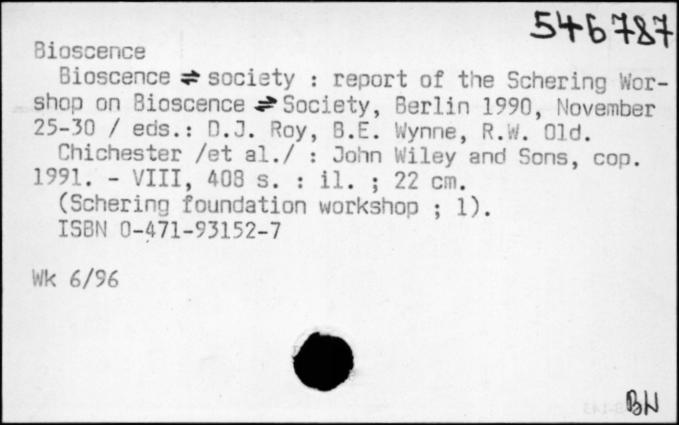 546787
Bioscence
Bioscence ⇌ society : report of the Schering Wor-
shop on Bioscence ⇌ Society, Berlin 1990, November
25-30 / eds.: D.J. Roy, B.E. Wynne, R.W. Old.
Chichester /et al./ : John Wiley and Sons, cop.
1991. - VIII, 408 s. : il. ; 22 cm.
(Schering foundation workshop ; 1).
ISBN 0-471-93152-7
Wk 6/96
BN